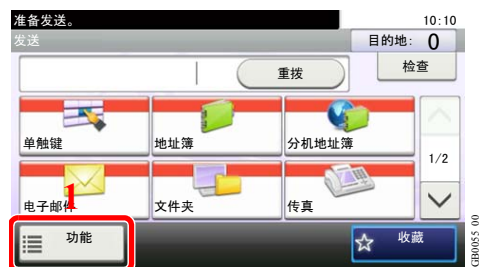 准备发送。 10:10
发送 目的地: 0
重拨 检查
单触键 地址簿 分机地址簿
1/2
电子邮件 文件夹 传真
1
功能 收藏
GB0055 00